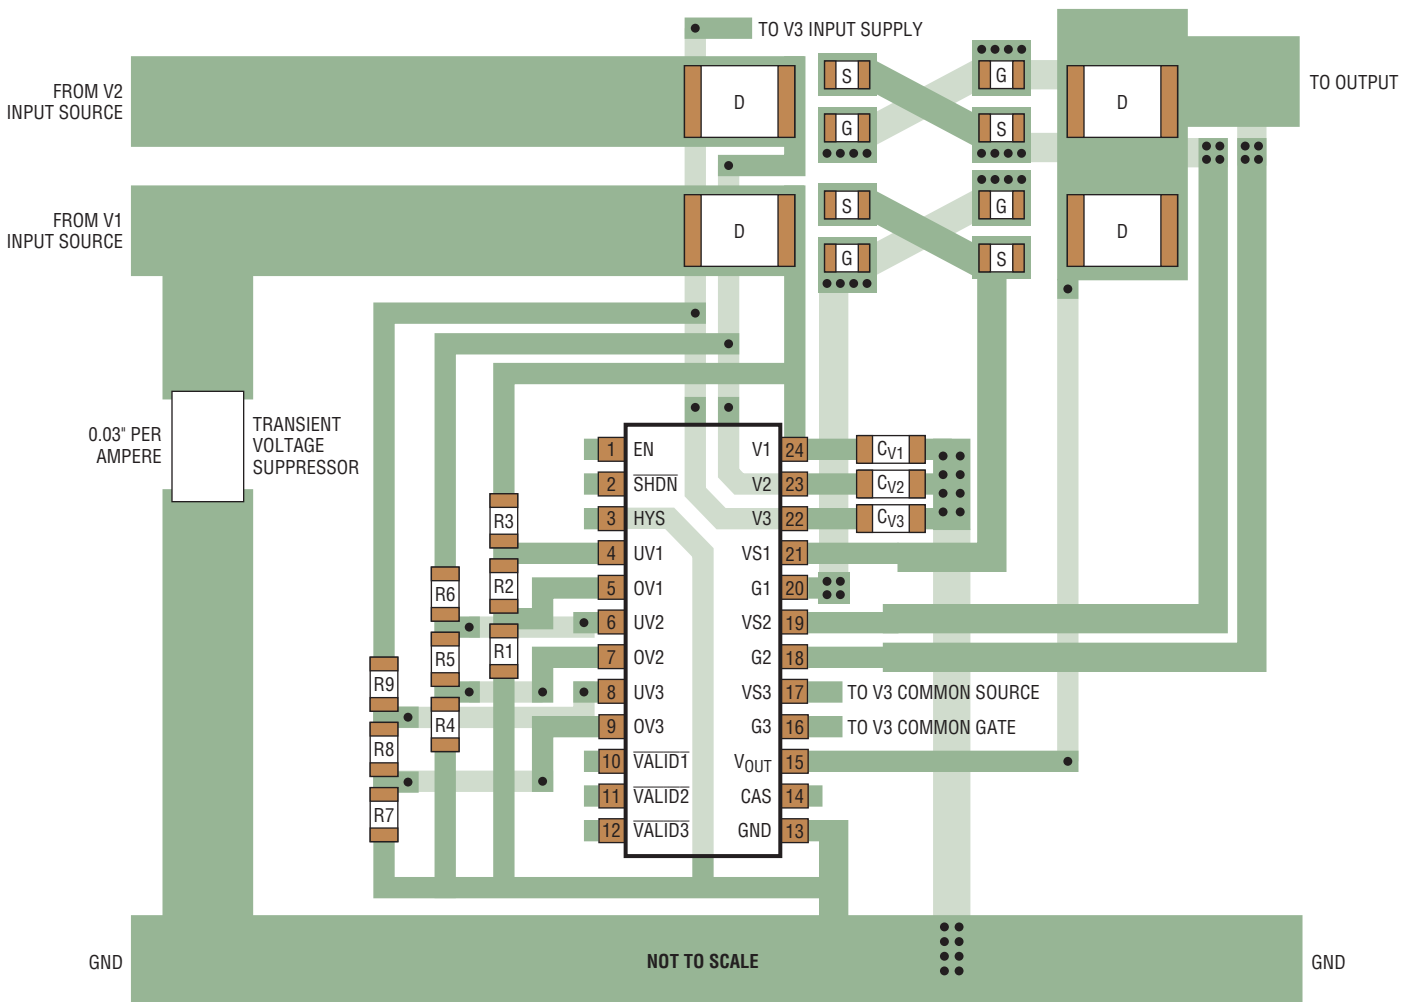 TO V3 INPUT SUPPLY
FROM V2
INPUT SOURCE
D
S
G
G
S
D
TO OUTPUT
FROM V1
INPUT SOURCE
D
S
G
G
S
D
0.03" PER
AMPERE
TRANSIENT
VOLTAGE
SUPPRESSOR
R3
R2
R1
R6
R5
R4
R9
R8
R7
1 EN
2 SHDN
3 HYS
4 UV1
5 OV1
6 UV2
7 OV2
8 UV3
9 OV3
10 VALID1
11 VALID2
12 VALID3
V1 24
V2 23
V3 22
VS1 21
G1 20
VS2 19
G2 18
VS3 17
G3 16
VOUT 15
CAS 14
GND 13
CV1
CV2
CV3
TO V3 COMMON SOURCE
TO V3 COMMON GATE
GND
NOT TO SCALE
GND